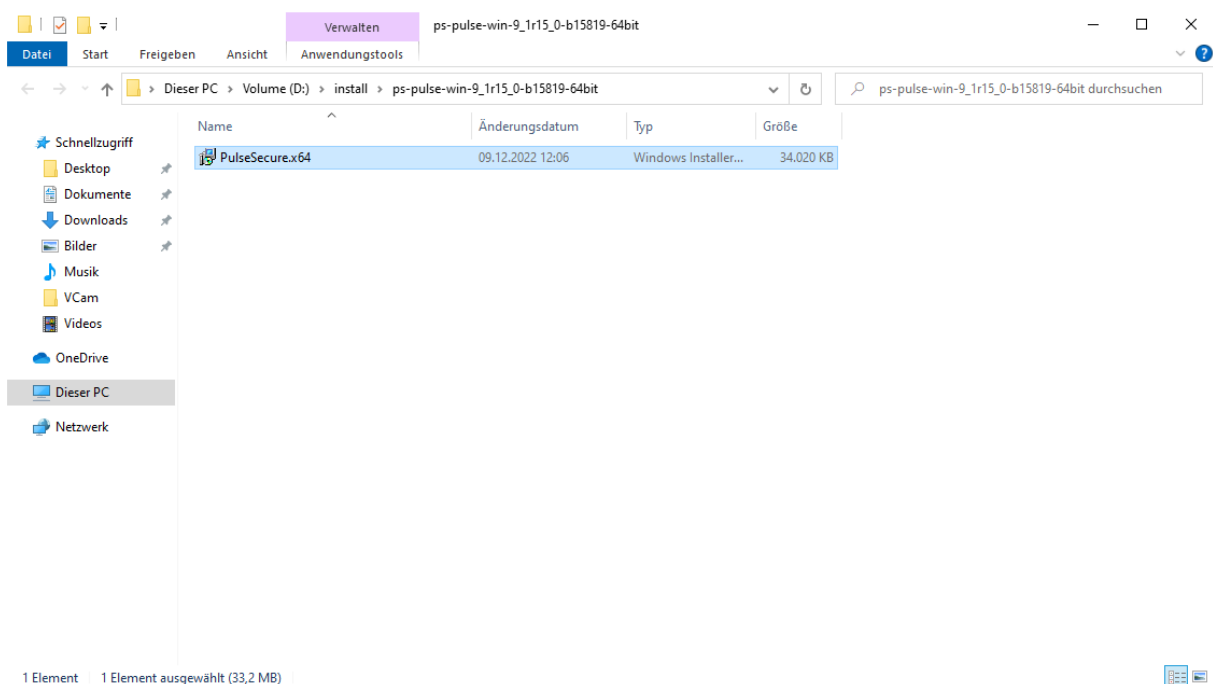 Verwalten ps-pulse-win-9_1r15_0-b15819-64bit
Datei Start Freigeben Ansicht Anwendungstools
Dieser PC Volume (D:) install ps-pulse-win-9_1r15_0-b15819-64bit ps-pulse-win-9_1r15_0-b15819-64bit durchsuchen
Name Änderungsdatum Typ Größe
PulseSecure.x64 09.12.2022 12:06 Windows Installer... 34.020 KB
Schnellzugriff
Desktop
Dokumente
Downloads
Bilder
Musik
VCam
Videos
OneDrive
Dieser PC
Netzwerk
1 Element 1 Element ausgewählt (33,2 MB)